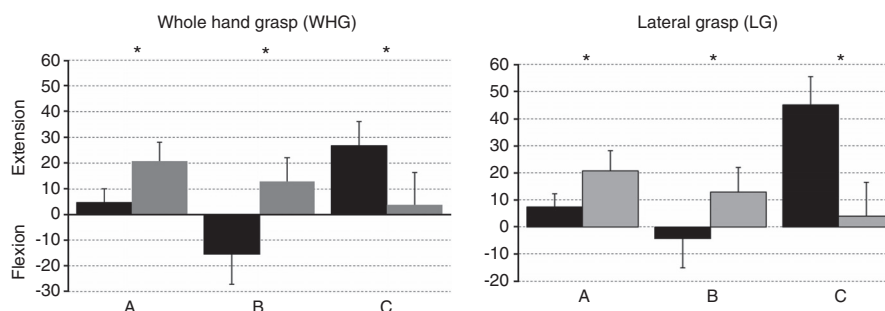 Whole hand grasp (WHG)
Extension
Flexion
60
50
40
30
20
10
0
-10
-20
-30
* * *
A B C
Lateral grasp (LG)
60
50
40
30
20
10
0
-10
20
* * *
A B C